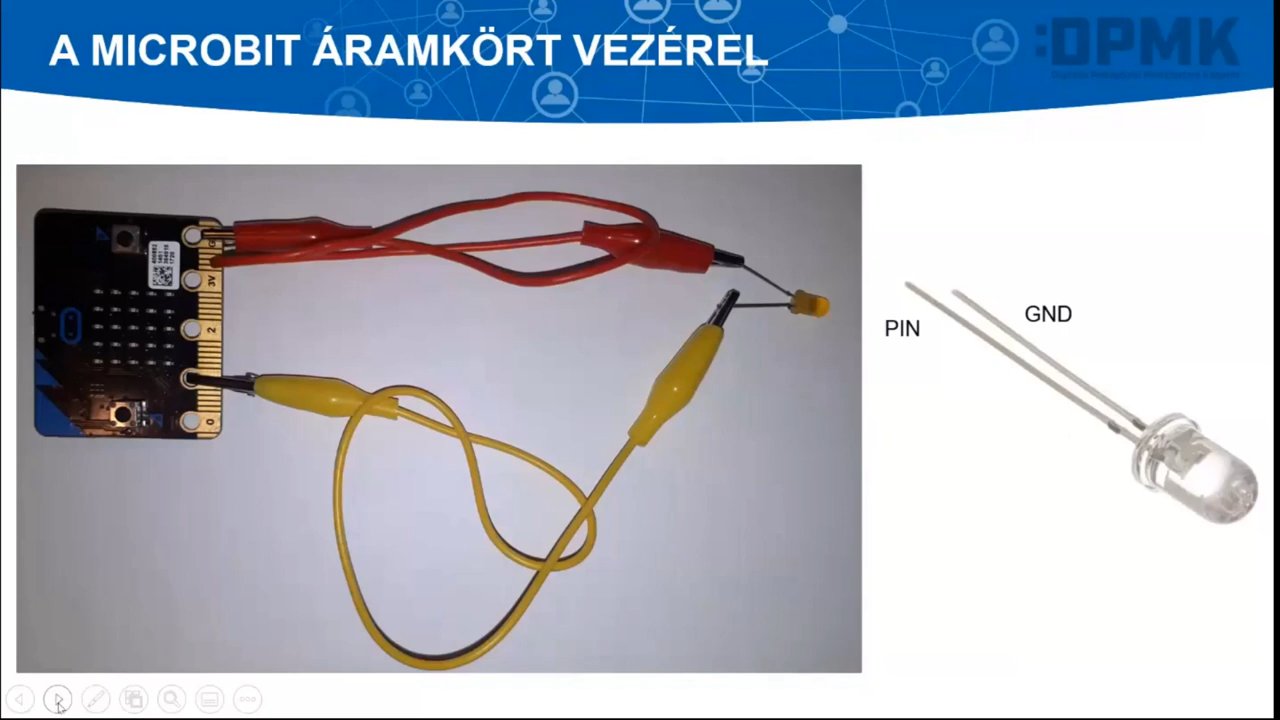 A MICROBIT ÁRAMKÖRT VEZÉREL
:DPMK
G
3V
2
0
PIN
GND